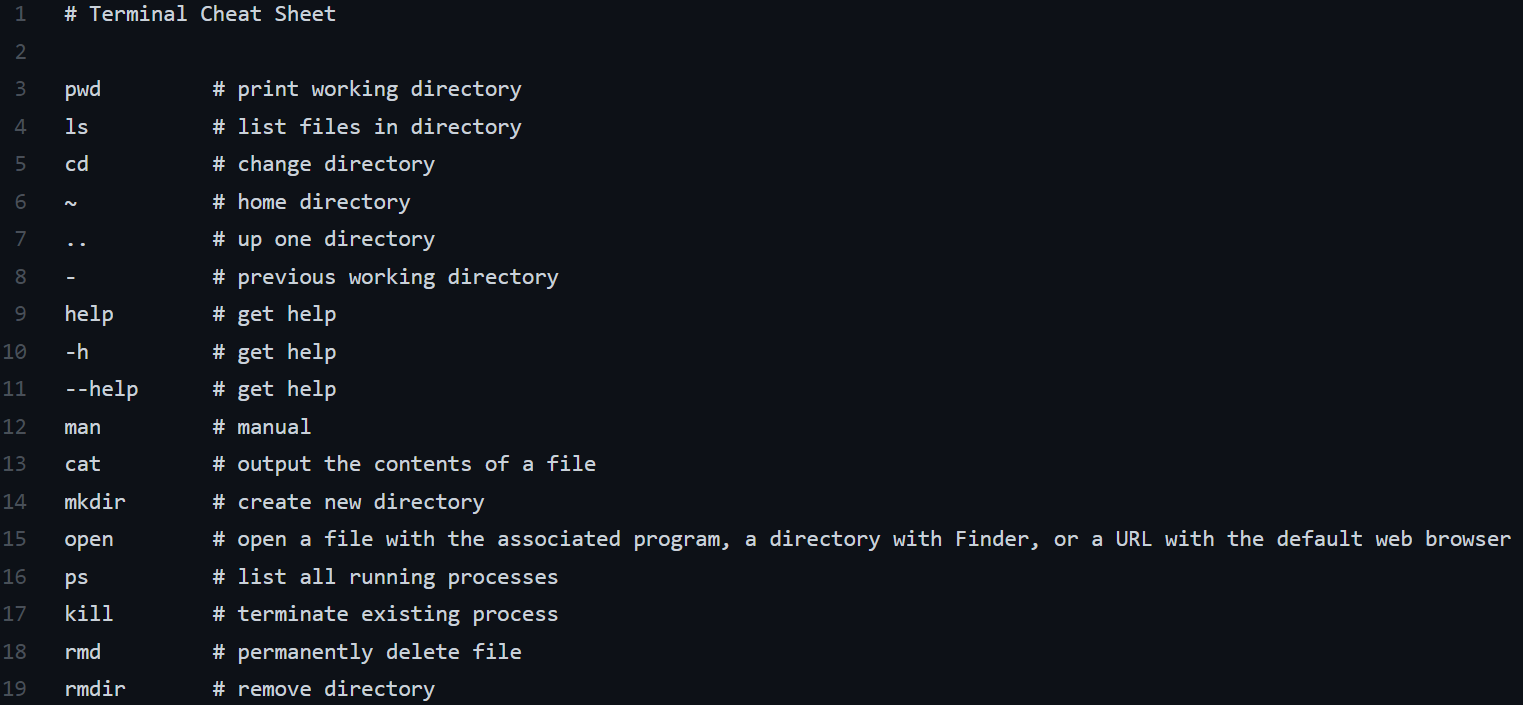 1 # Terminal Cheat Sheet
2
3 pwd # print working directory
4 ls # list files in directory
5 cd # change directory
6 ~ # home directory
7 .. # up one directory
8 - # previous working directory
9 help # get help
10 -h # get help
11 --help # get help
12 man # manual
13 cat # output the contents of a file
14 mkdir # create new directory
15 open # open a file with the associated program, a directory with Finder, or a URL with the default web browser
16 ps # list all running processes
17 kill # terminate existing process
18 rmd # permanently delete file
19 rmdir # remove directory